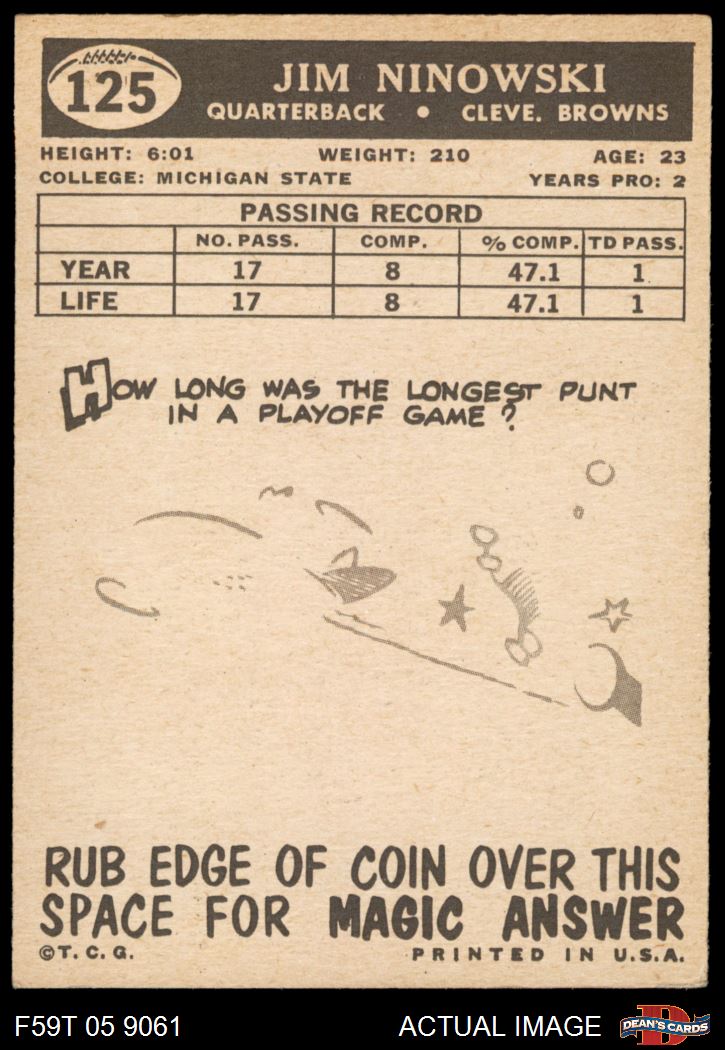 125
JIM NINOWSKI
QUARTERBACK • CLEVE. BROWNS
HEIGHT: 6:01 WEIGHT: 210 AGE: 23
COLLEGE: MICHIGAN STATE YEARS PRO: 2
PASSING RECORD
NO. PASS. COMP. % COMP. TD PASS.
YEAR 17 8 47.1 1
LIFE 17 8 47.1 1
HOW LONG WAS THE LONGEST PUNT
IN A PLAYOFF GAME?
RUB EDGE OF COIN OVER THIS
SPACE FOR MAGIC ANSWER
©T. C. G. PRINTED IN U.S.A.
F59T 05 9061 ACTUAL IMAGE D DEAN'S CARDS